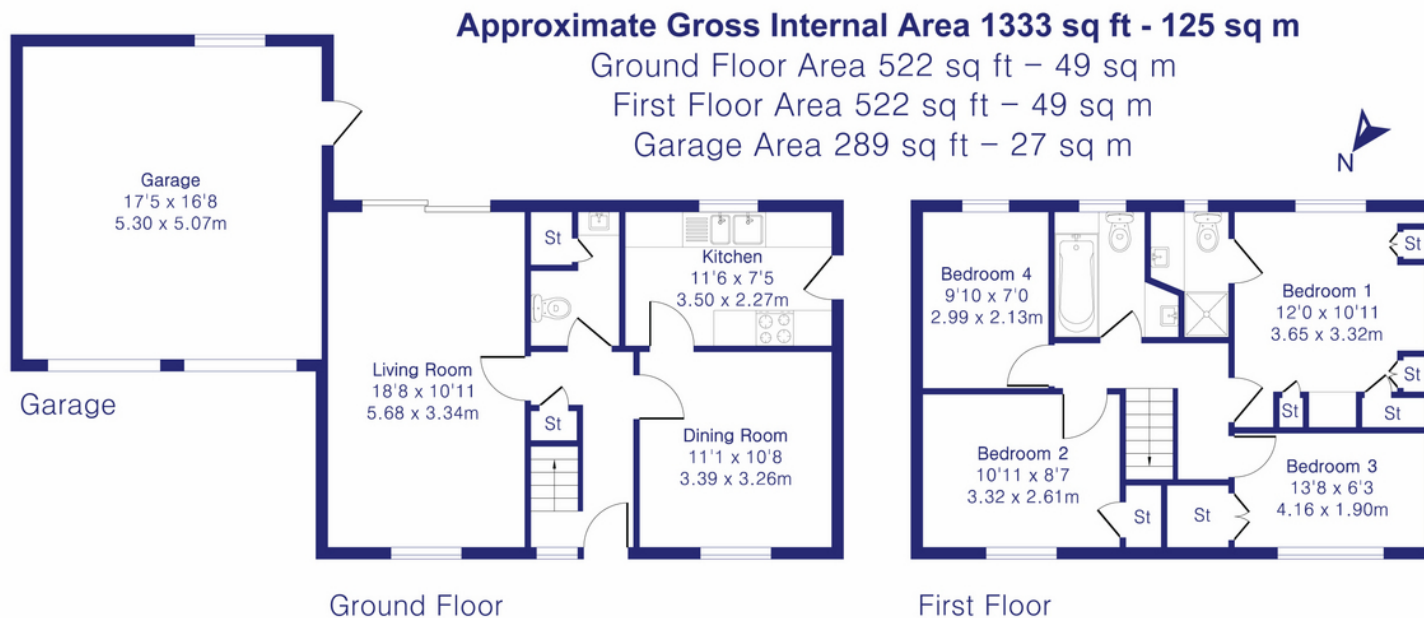 Approximate Gross Internal Area 1333 sq ft - 125 sq m
Ground Floor Area 522 sq ft – 49 sq m
First Floor Area 522 sq ft – 49 sq m
Garage Area 289 sq ft – 27 sq m
N
Garage
17'5 x 16'8
5.30 x 5.07m
Garage
Living Room
18'8 x 10'11
5.68 x 3.34m
St
St
Kitchen
11'6 x 7'5
3.50 x 2.27m
Dining Room
11'1 x 10'8
3.39 x 3.26m
Ground Floor
Bedroom 4
9'10 x 7'0
2.99 x 2.13m
Bedroom 1
12'0 x 10'11
3.65 x 3.32m
St
St
St
St
Bedroom 2
10'11 x 8'7
3.32 x 2.61m
St
St
Bedroom 3
13'8 x 6'3
4.16 x 1.90m
First Floor